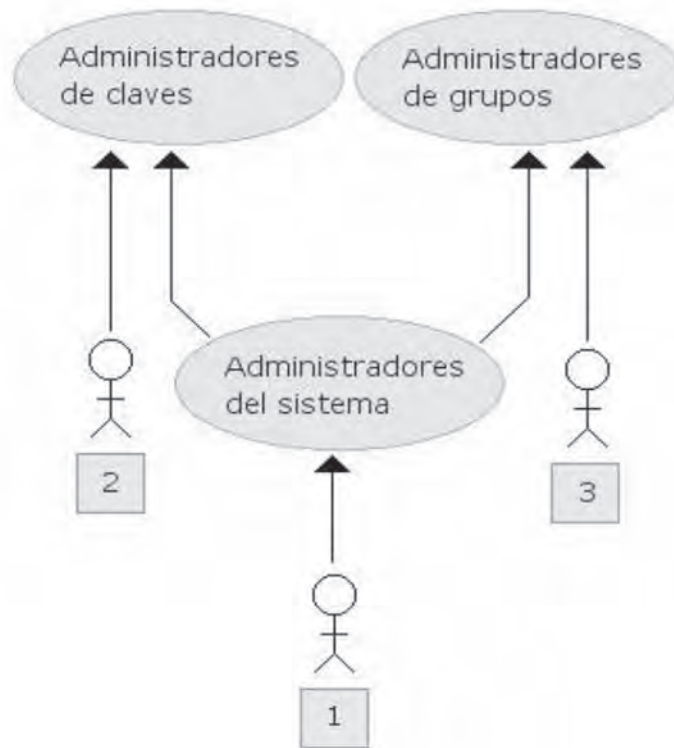 Administradores
de claves
Administradores
de grupos
Administradores
del sistema
2
3
1